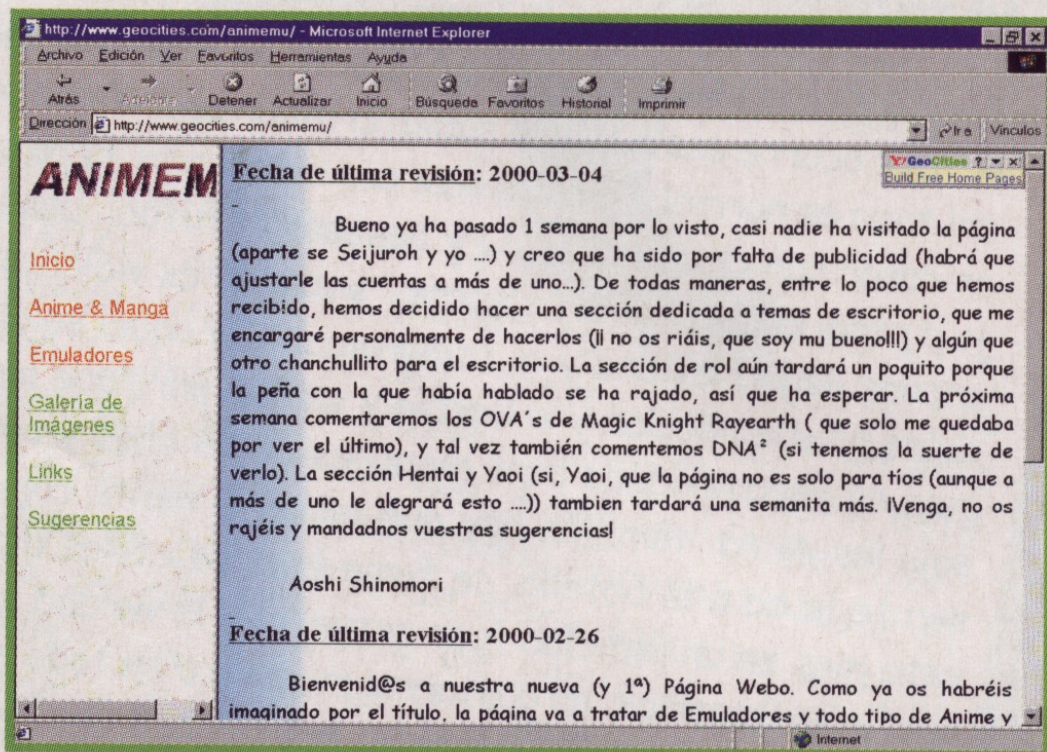 http://www.geocities.com/animemu/ - Microsoft Internet Explorer
Archivo Edición Ver Favoritos Herramientas Ayuda
Atrás Adelante Detener Actualizar Inicio Búsqueda Favoritos Historial Imprimir
Dirección http://www.geocities.com/animemu/ Ir a Vínculos
ANIMEM
Inicio
Anime & Manga
Emuladores
Galería de
Imágenes
Links
Sugerencias
Y! GeoCities ? X
Build Free Home Pages
Fecha de última revisión: 2000-03-04
Bueno ya ha pasado 1 semana por lo visto, casi nadie ha visitado la página
(aparte se Seijuroh y yo ....) y creo que ha sido por falta de publicidad (habrá que
ajustarle las cuentas a más de uno...). De todas maneras, entre lo poco que hemos
recibido, hemos decidido hacer una sección dedicada a temas de escritorio, que me
encargaré personalmente de hacerlos (¡¡ no os riáis, que soy mu bueno!!!) y algún que
otro chanchullito para el escritorio. La sección de rol aún tardará un poquito porque
la peña con la que había hablado se ha rajado, así que ha esperar. La próxima
semana comentaremos los OVA´s de Magic Knight Rayearth ( que solo me quedaba
por ver el último), y tal vez también comentemos DNA² (si tenemos la suerte de
verlo). La sección Hentai y Yaoi (si, Yaoi, que la página no es solo para tíos (aunque a
más de uno le alegrará esto ....)) tambien tardará una semanita más. ¡Venga, no os
rajéis y mandadnos vuestras sugerencias!
Aoshi Shinomori
Fecha de última revisión: 2000-02-26
Bienvenid@s a nuestra nueva (y 1ª) Página Webo. Como ya os habréis
imaginado por el título, la página va a tratar de Emuladores y todo tipo de Anime y
Internet